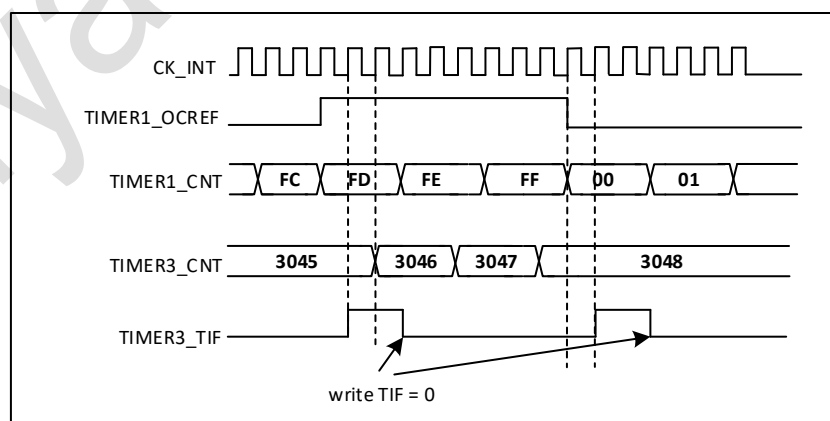 CK_INT
TIMER1_OCREF
TIMER1_CNT FC FD FE FF 00 01
TIMER3_CNT 3045 3046 3047 3048
TIMER3_TIF
write TIF = 0